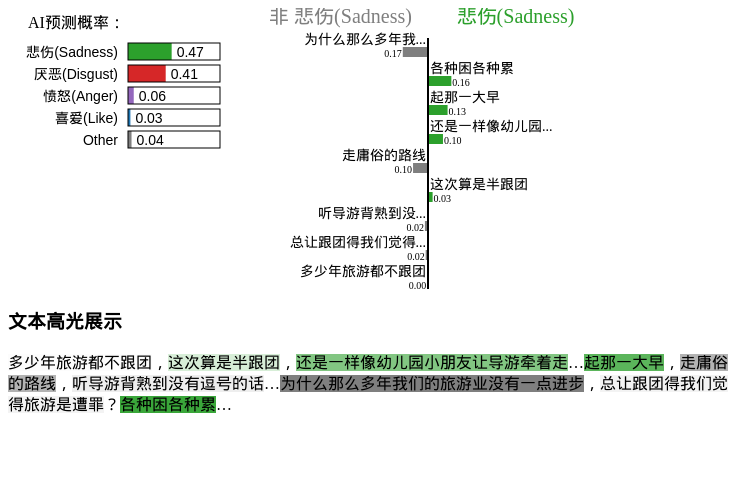 AI预测概率：
悲伤(Sadness) 0.47
厌恶(Disgust) 0.41
愤怒(Anger) 0.06
喜爱(Like) 0.03
Other 0.04
非 悲伤(Sadness) 悲伤(Sadness)
为什么那么多年我...
0.17
各种困各种累
0.16
起那一大早
0.13
还是一样像幼儿园...
0.10
走庸俗的路线
0.10
这次算是半跟团
0.03
听导游背熟到没...
0.02
总让跟团得我们觉得...
0.02
多少年旅游都不跟团
0.00
文本高光展示
多少年旅游都不跟团，这次算是半跟团，还是一样像幼儿园小朋友让导游牵着走...起那一大早，走庸俗
的路线，听导游背熟到没有逗号的话...为什么那么多年我们的旅游业没有一点进步，总让跟团得我们觉
得旅游是遭罪？各种困各种累...